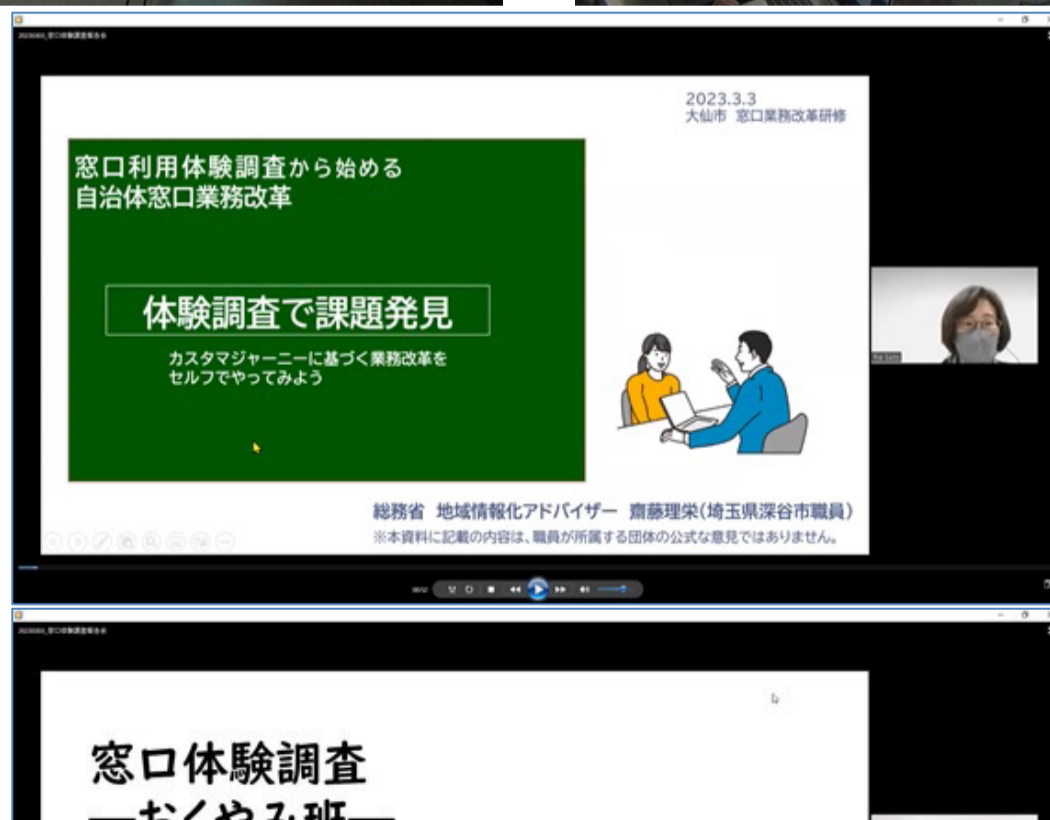 2023.3.3
大仙市 窓口業務改革研修
窓口利用体験調査から始める
自治体窓口業務改革
体験調査で課題発見
カスタマジャーニーに基づく業務改革を
セルフでやってみよう
総務省 地域情報化アドバイザー 齋藤理栄(埼玉県深谷市職員)
※本資料に記載の内容は、職員が所属する団体の公式な意見ではありません。
窓口体験調査
―おくやみ班―